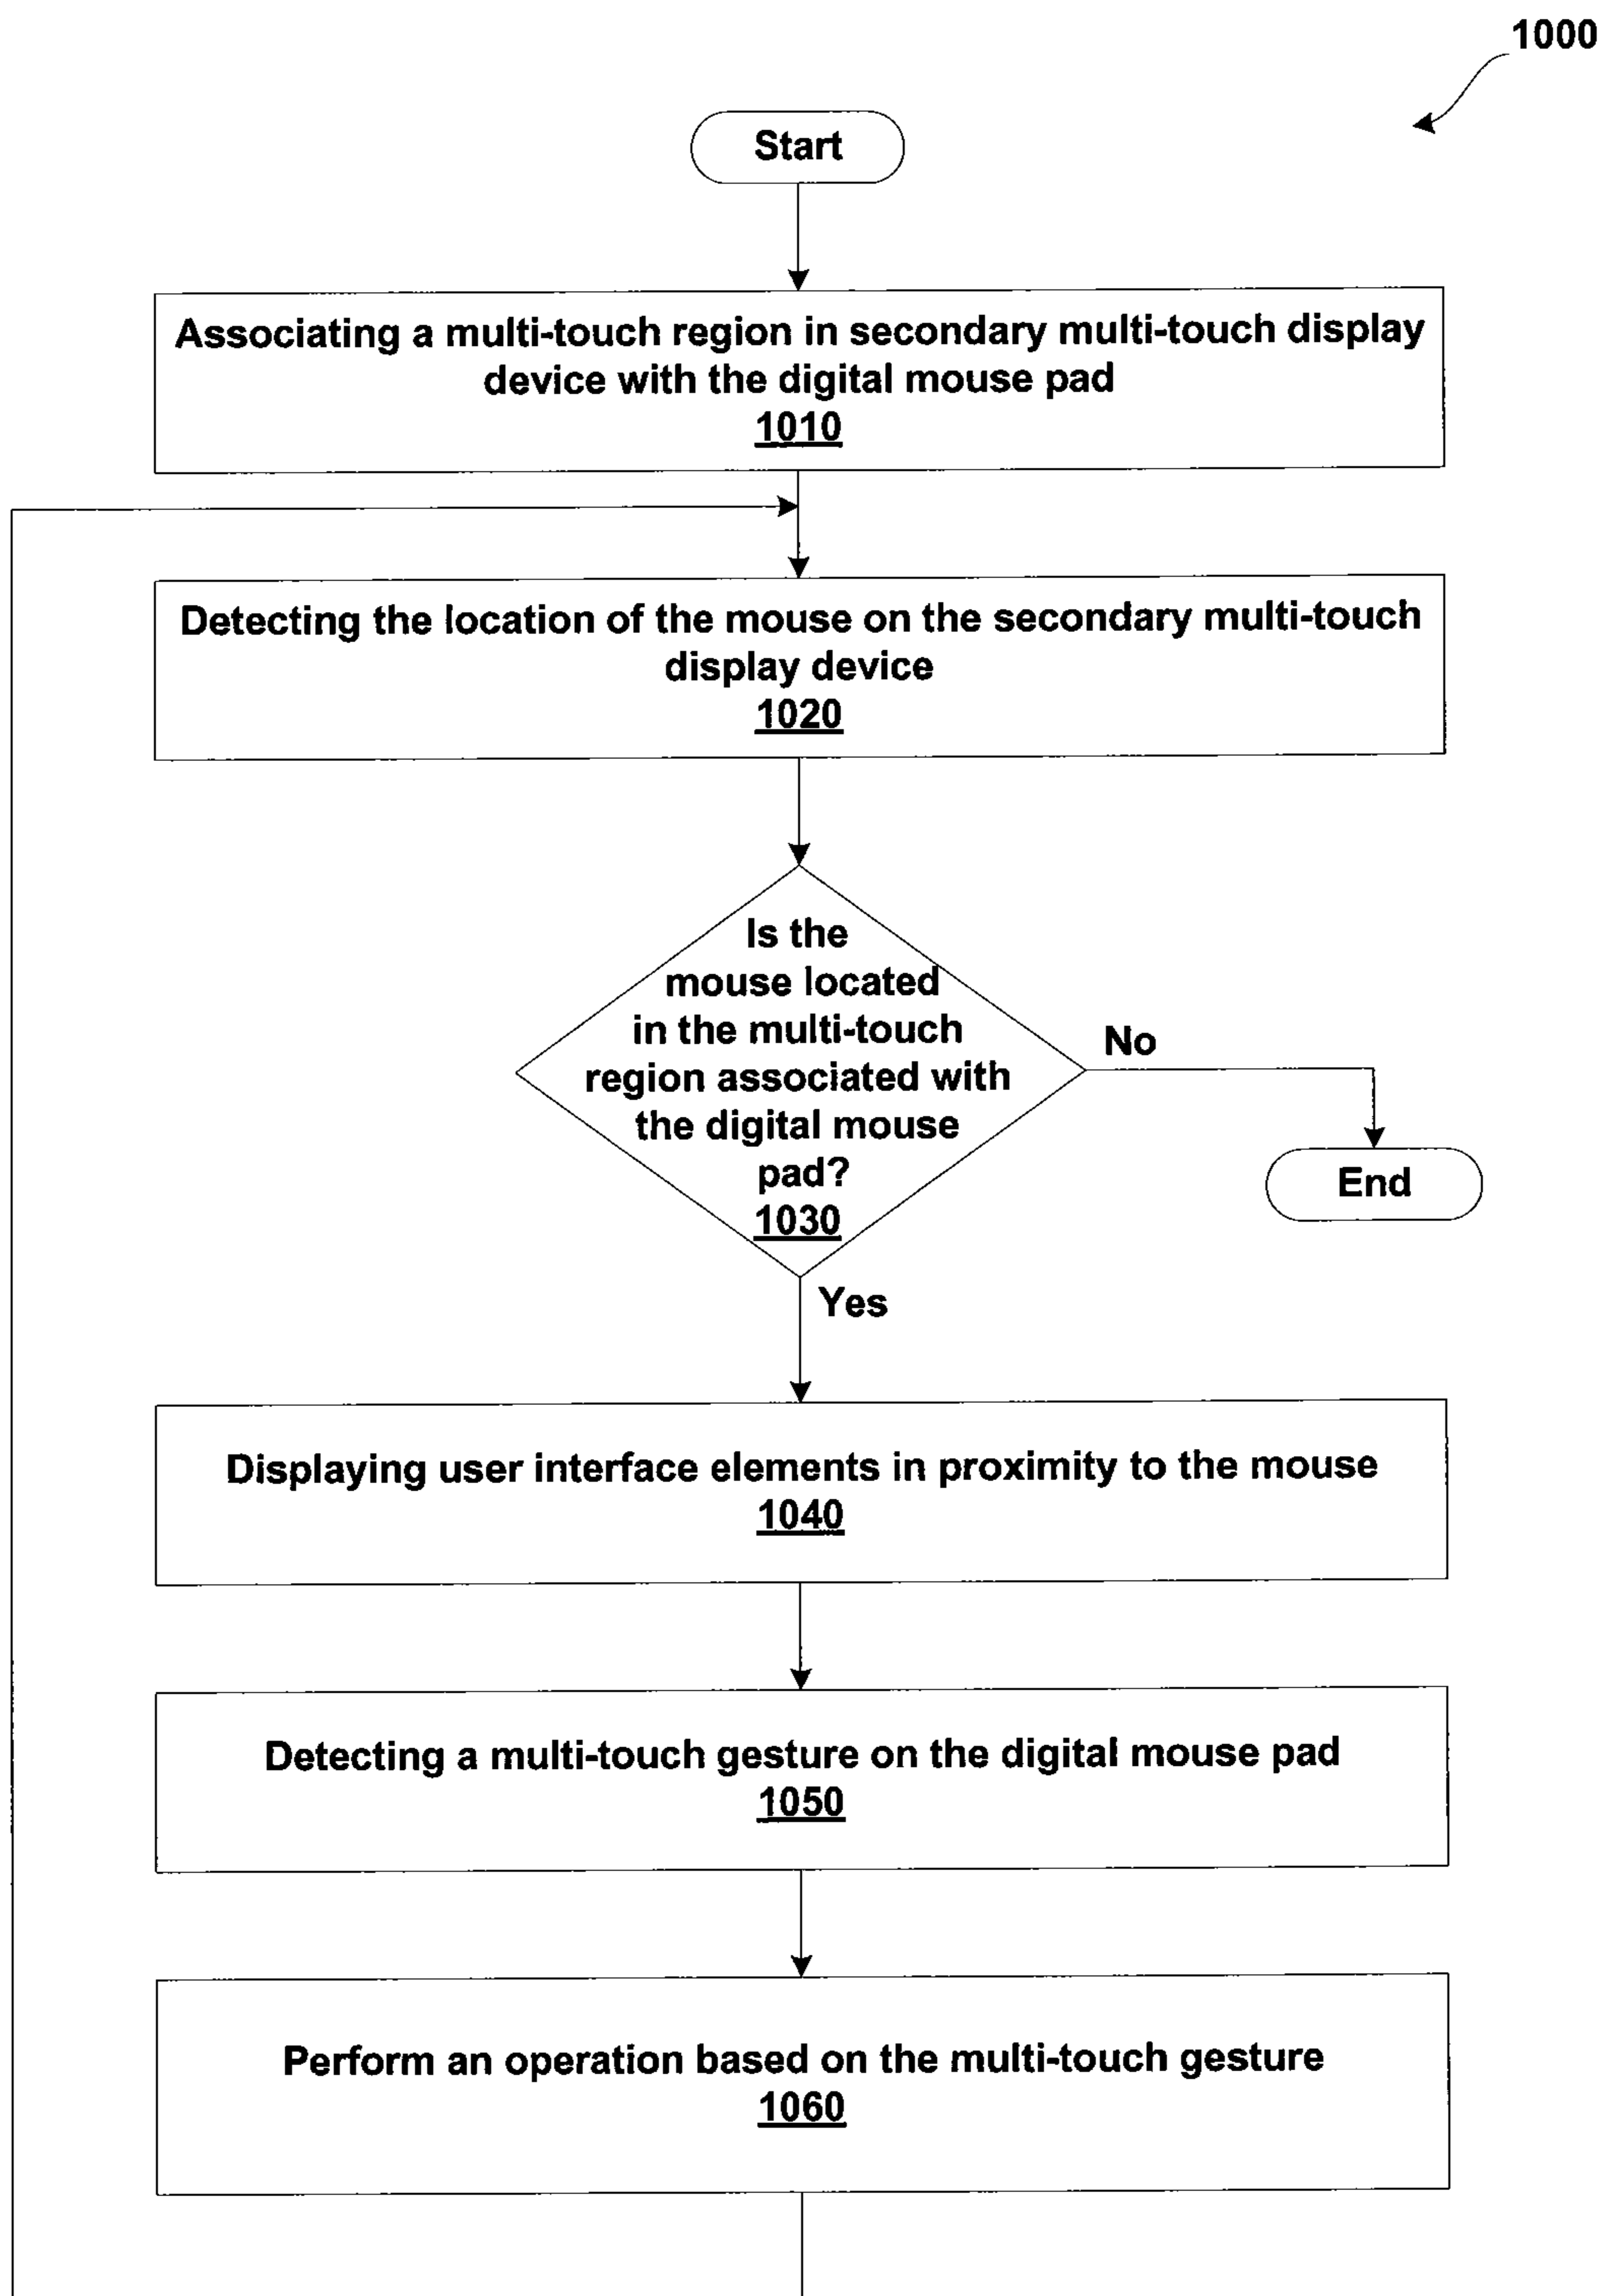 1000
Start
Associating a multi-touch region in secondary multi-touch display
device with the digital mouse pad
1010
Detecting the location of the mouse on the secondary multi-touch
display device
1020
Is the
mouse located
in the multi-touch
region associated with
the digital mouse
pad?
1030
No
End
Yes
Displaying user interface elements in proximity to the mouse
1040
Detecting a multi-touch gesture on the digital mouse pad
1050
Perform an operation based on the multi-touch gesture
1060